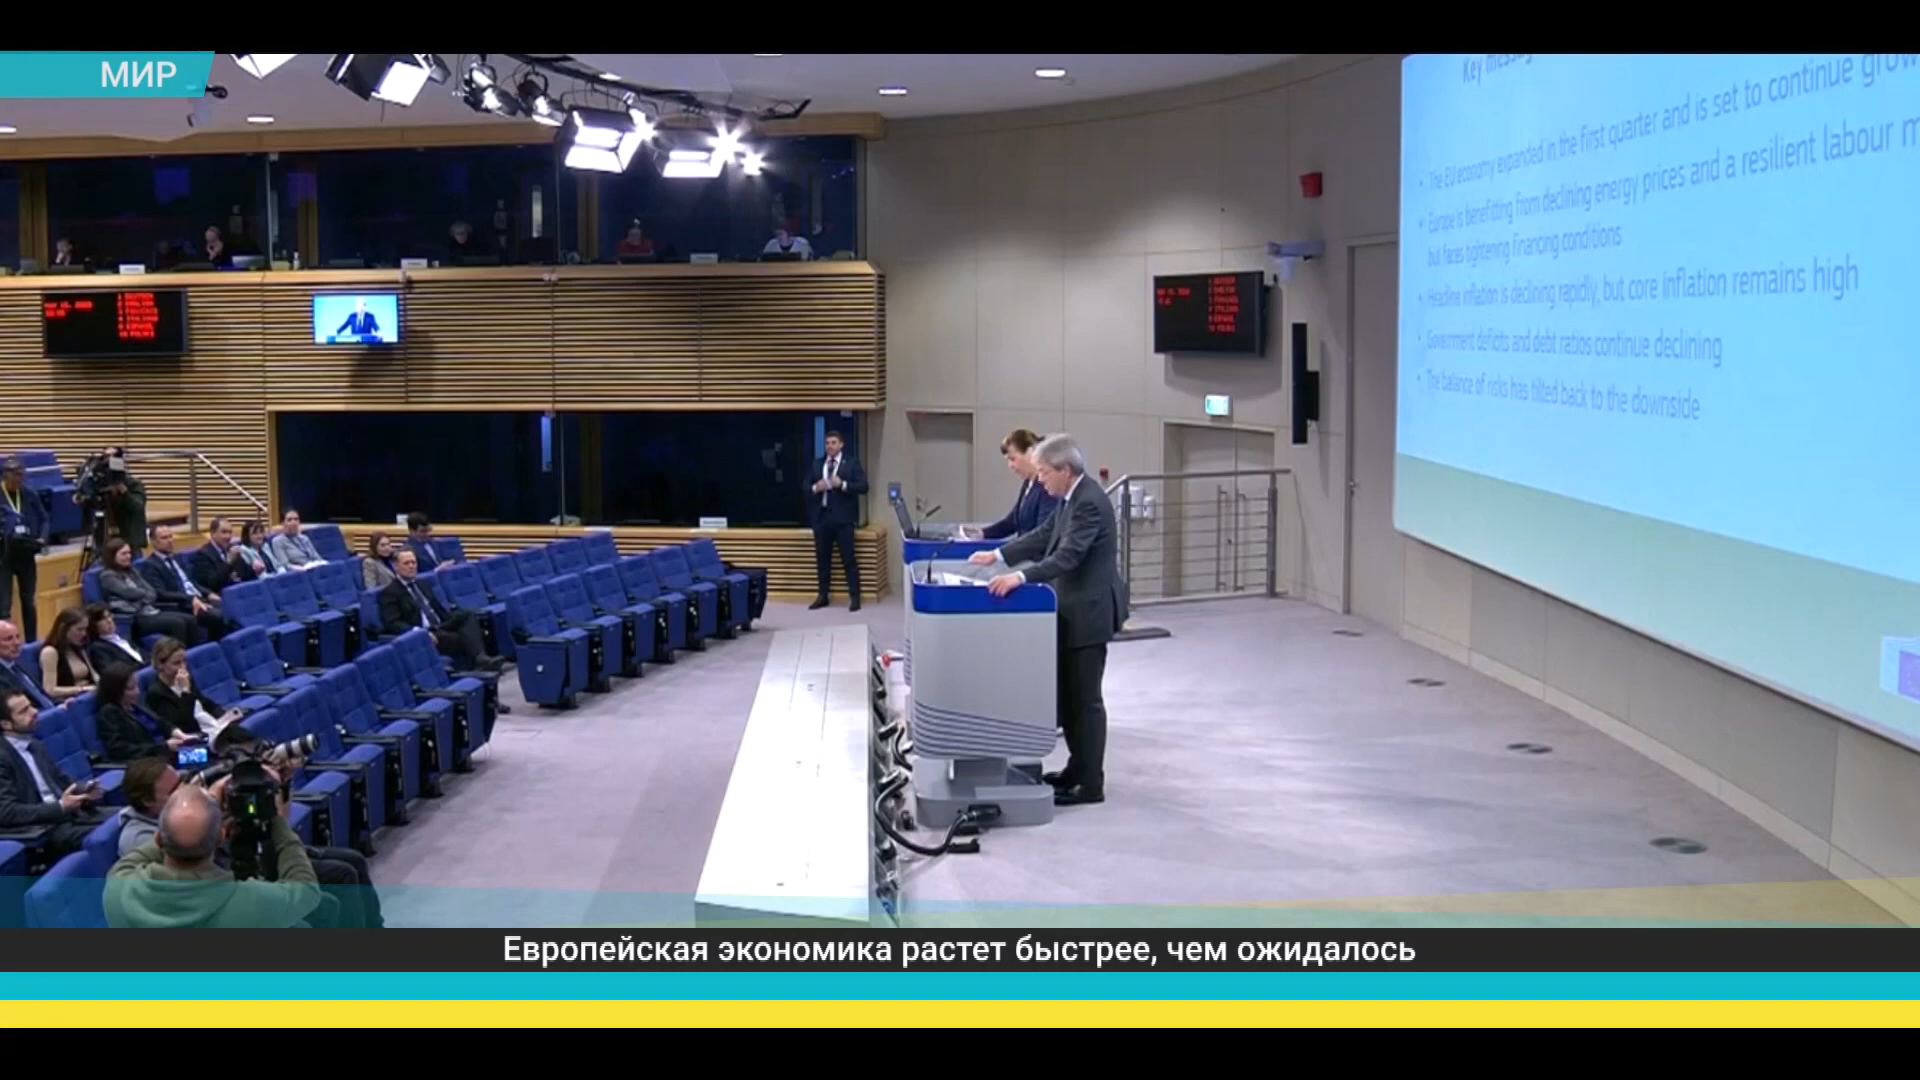 МИР
Key messag
• The EU economy expanded in the first quarter and is set to continue grow
• Europe is benefitting from declining energy prices and a resilient labour m
but faces tightening financing conditions
• Headline inflation is declining rapidly, but core inflation remains high
• Government deficits and debt ratios continue declining
• The balance of risks has tilted back to the downside
Европейская экономика растет быстрее, чем ожидалось